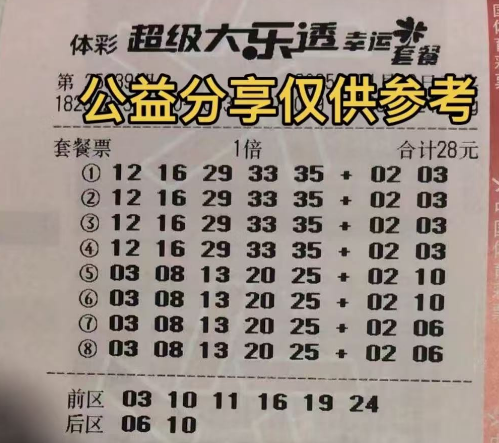 体彩 超级大乐透 幸运套餐
第
公益分享仅供参考
182
套餐票 1倍 合计28元
① 12 16 29 33 35 + 02 03
② 12 16 29 33 35 + 02 03
③ 12 16 29 33 35 + 02 03
④ 12 16 29 33 35 + 02 03
⑤ 03 08 13 20 25 + 02 10
⑥ 03 08 13 20 25 + 02 10
⑦ 03 08 13 20 25 + 02 06
⑧ 03 08 13 20 25 + 02 06
前区 03 10 11 16 19 24
后区 06 10